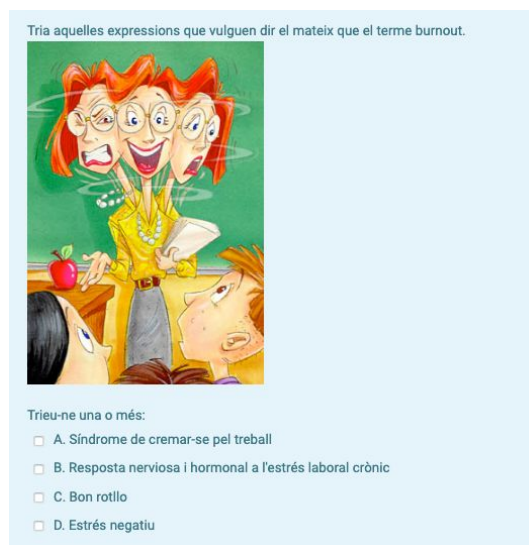 Tria aquelles expressions que vulguen dir el mateix que el terme burnout.
Trieu-ne una o més:
A. Síndrome de cremar-se pel treball
B. Resposta nerviosa i hormonal a l'estrés laboral crònic
C. Bon rotllo
D. Estrés negatiu